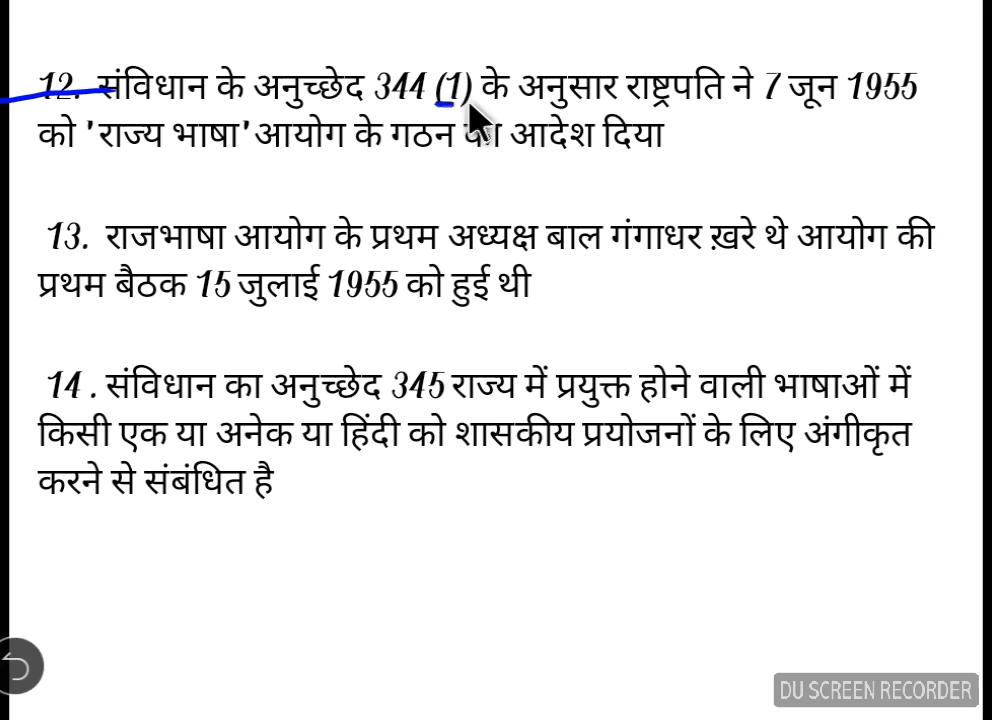 12. संविधान के अनुच्छेद 344 (1) के अनुसार राष्ट्रपति ने 7 जून 1955
को 'राज्य भाषा' आयोग के गठन का आदेश दिया
13. राजभाषा आयोग के प्रथम अध्यक्ष बाल गंगाधर ख़रे थे आयोग की
प्रथम बैठक 15 जुलाई 1955 को हुई थी
14 . संविधान का अनुच्छेद 345 राज्य में प्रयुक्त होने वाली भाषाओं में
किसी एक या अनेक या हिंदी को शासकीय प्रयोजनों के लिए अंगीकृत
करने से संबंधित है
DU SCREEN RECORDER